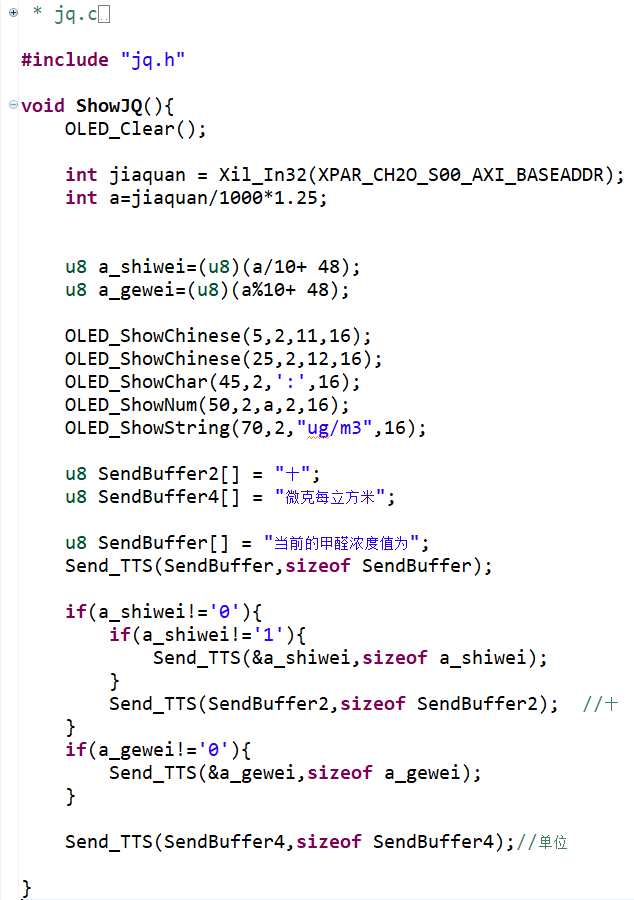 * jq.c
#include "jq.h"
void ShowJQ(){
OLED_Clear();
int jiaquan = Xil_In32(XPAR_CH2O_S00_AXI_BASEADDR);
int a=jiaquan/1000*1.25;
u8 a_shiwei=(u8)(a/10+ 48);
u8 a_gewei=(u8)(a%10+ 48);
OLED_ShowChinese(5,2,11,16);
OLED_ShowChinese(25,2,12,16);
OLED_ShowChar(45,2,':',16);
OLED_ShowNum(50,2,a,2,16);
OLED_ShowString(70,2,"ug/m3",16);
u8 SendBuffer2[] = "十";
u8 SendBuffer4[] = "微克每立方米";
u8 SendBuffer[] = "当前的甲醛浓度值为";
Send_TTS(SendBuffer,sizeof SendBuffer);
if(a_shiwei!='0'){
if(a_shiwei!='1'){
Send_TTS(&a_shiwei,sizeof a_shiwei);
}
Send_TTS(SendBuffer2,sizeof SendBuffer2);  //十
}
if(a_gewei!='0'){
Send_TTS(&a_gewei,sizeof a_gewei);
}
Send_TTS(SendBuffer4,sizeof SendBuffer4);//单位
}